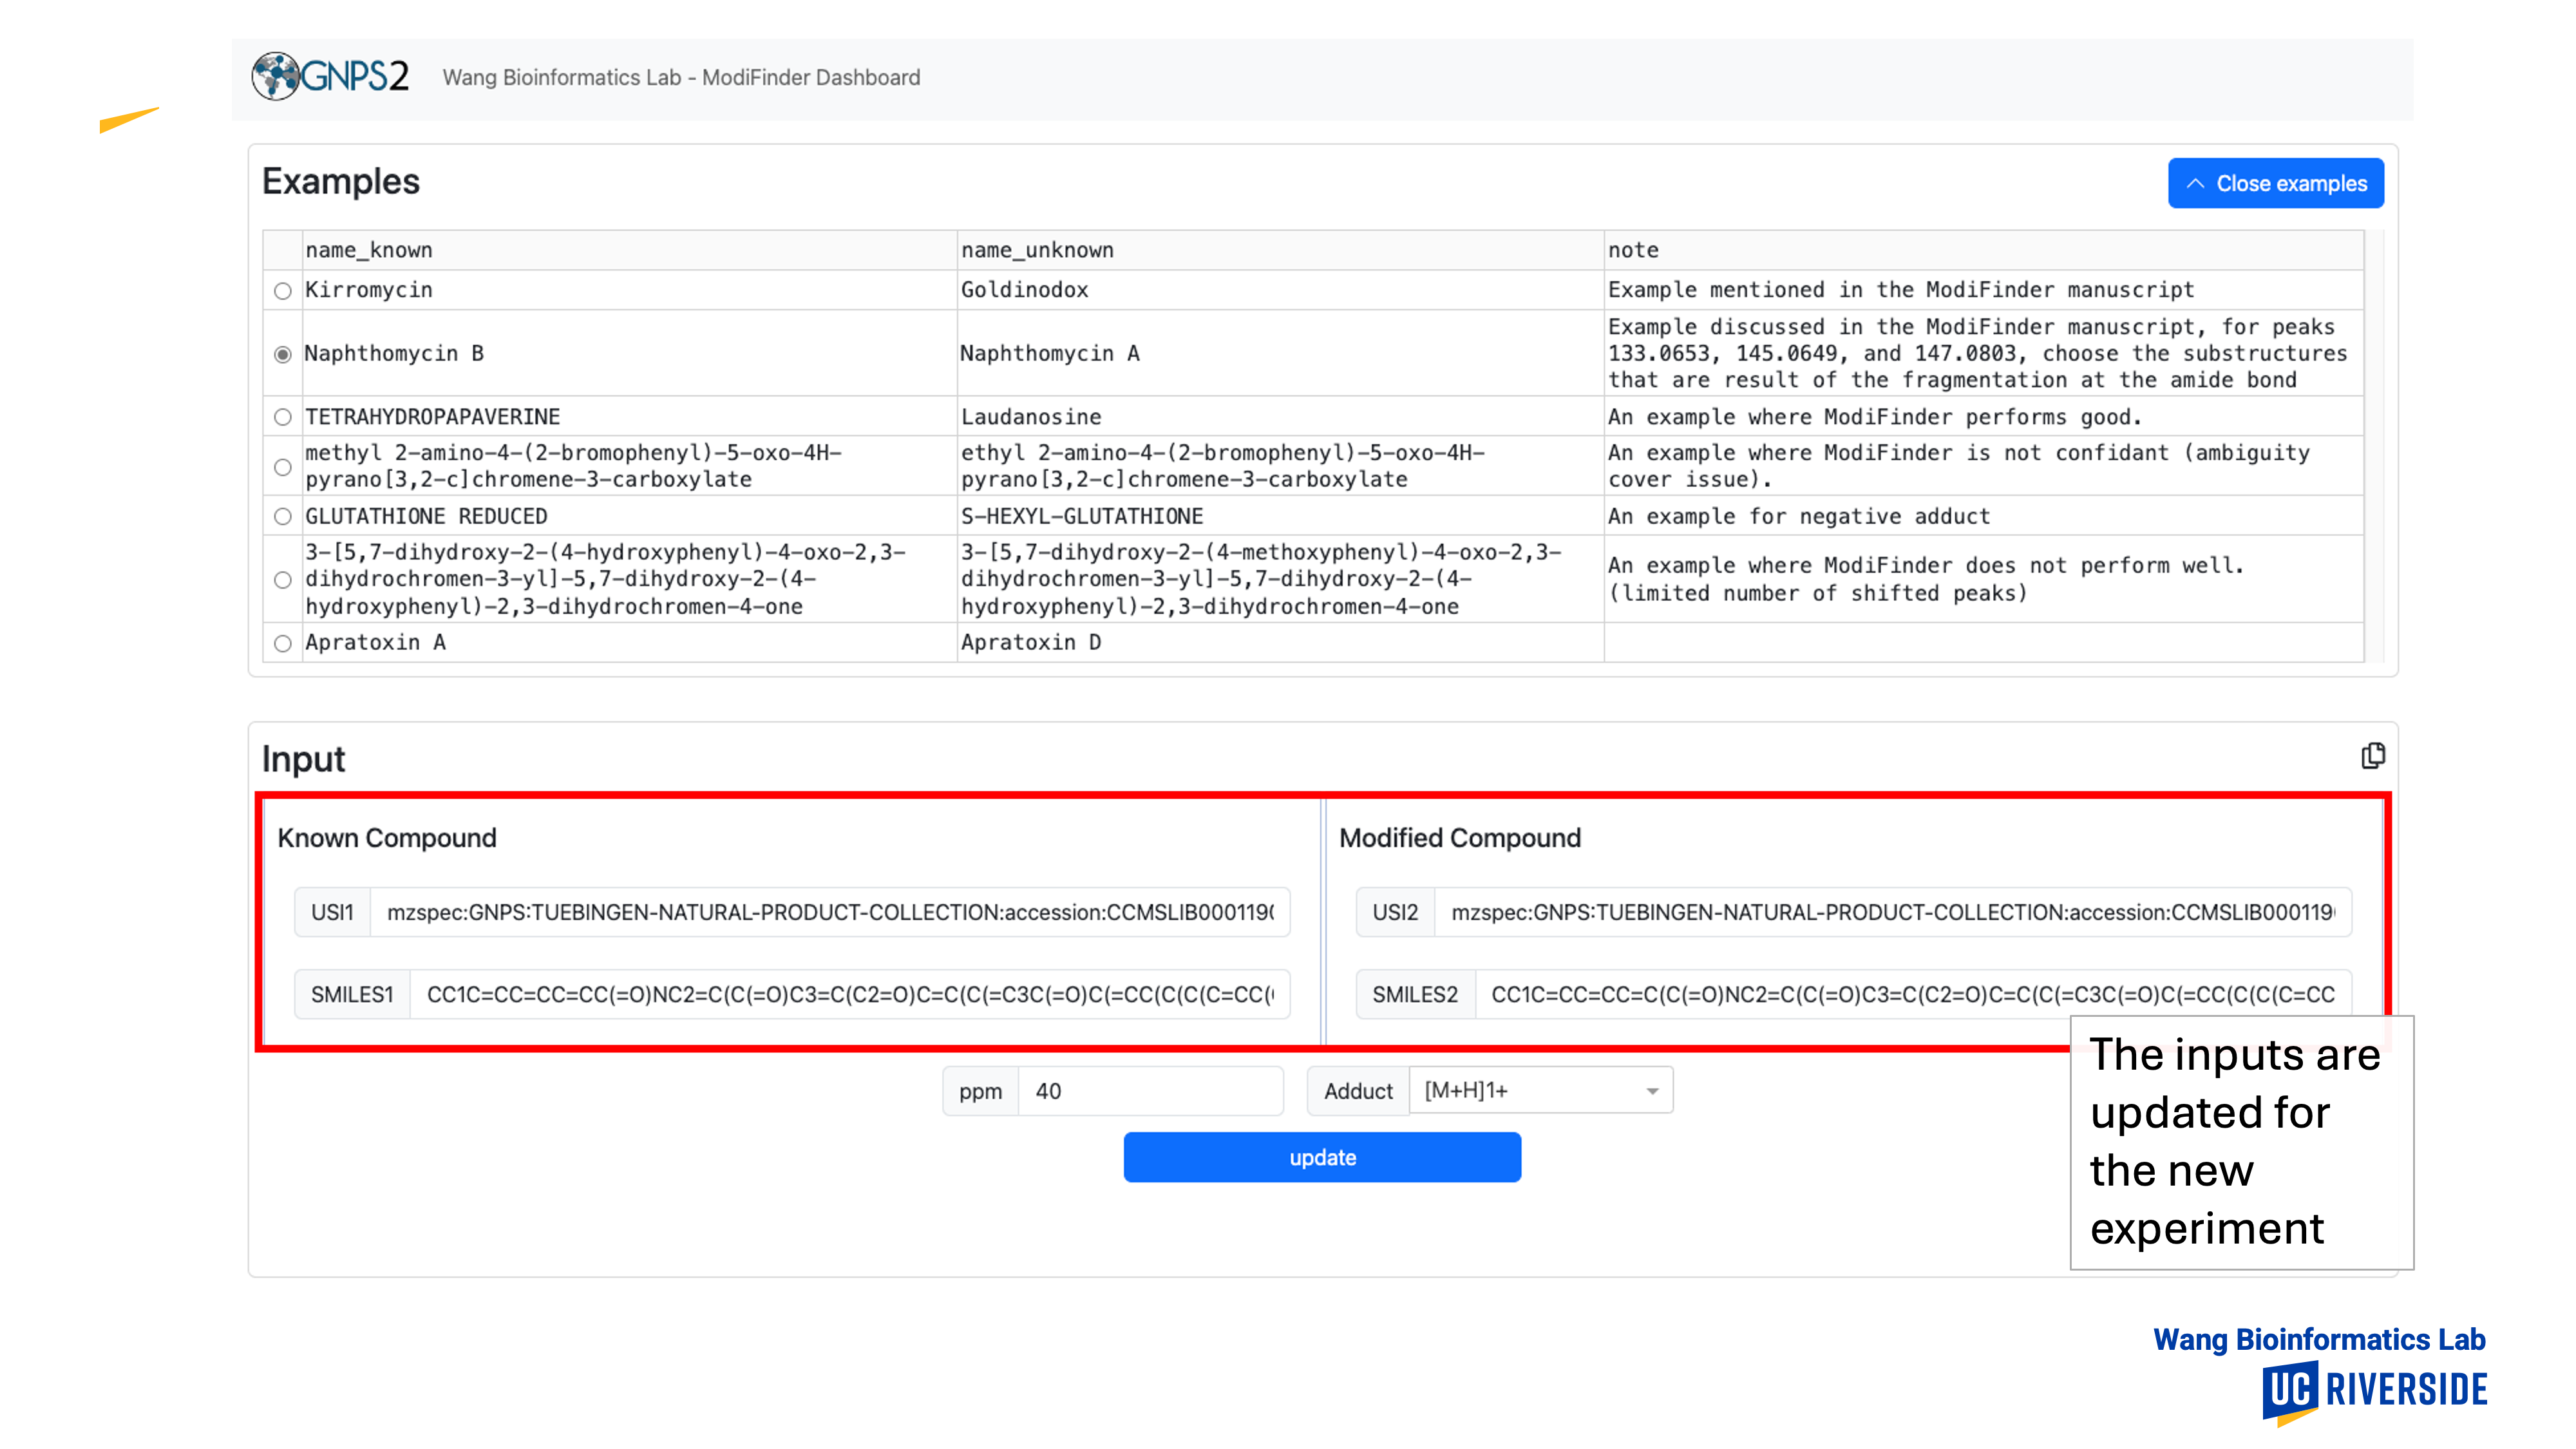 GNPS2 Wang Bioinformatics Lab - ModiFinder Dashboard
Examples
Close examples
name_known name_unknown note
Kirromycin Goldinodox Example mentioned in the ModiFinder manuscript
Naphthomycin B Naphthomycin A Example discussed in the ModiFinder manuscript, for peaks
133.0653, 145.0649, and 147.0803, choose the substructures
that are result of the fragmentation at the amide bond
TETRAHYDROPAPAVERINE Laudanosine An example where ModiFinder performs good.
methyl 2-amino-4-(2-bromophenyl)-5-oxo-4H-
pyrano[3,2-c]chromene-3-carboxylate
ethyl 2-amino-4-(2-bromophenyl)-5-oxo-4H-
pyrano[3,2-c]chromene-3-carboxylate
An example where ModiFinder is not confidant (ambiguity
cover issue).
GLUTATHIONE REDUCED S-HEXYL-GLUTATHIONE An example for negative adduct
3-[5,7-dihydroxy-2-(4-hydroxyphenyl)-4-oxo-2,3-
dihydrochromen-3-yl]-5,7-dihydroxy-2-(4-
hydroxyphenyl)-2,3-dihydrochromen-4-one
3-[5,7-dihydroxy-2-(4-methoxyphenyl)-4-oxo-2,3-
dihydrochromen-3-yl]-5,7-dihydroxy-2-(4-
hydroxyphenyl)-2,3-dihydrochromen-4-one
An example where ModiFinder does not perform well.
(limited number of shifted peaks)
Apratoxin A Apratoxin D
Input
Known Compound
USI1 mzspec:GNPS:TUEBINGEN-NATURAL-PRODUCT-COLLECTION:accession:CCMSLIB000119(
SMILES1 CC1C=CC=CC=CC(=O)NC2=C(C(=O)C3=C(C2=O)C=C(C(=C3C(=O)C(=CC(C(C(C=CC(
Modified Compound
USI2 mzspec:GNPS:TUEBINGEN-NATURAL-PRODUCT-COLLECTION:accession:CCMSLIB000119
SMILES2 CC1C=CC=CC=C(C(=O)NC2=C(C(=O)C3=C(C2=O)C=C(C(=C3C(=O)C(=CC(C(C(C=CC
ppm 40 Adduct [M+H]1+
update
The inputs are
updated for
the new
experiment
Wang Bioinformatics Lab
UC RIVERSIDE